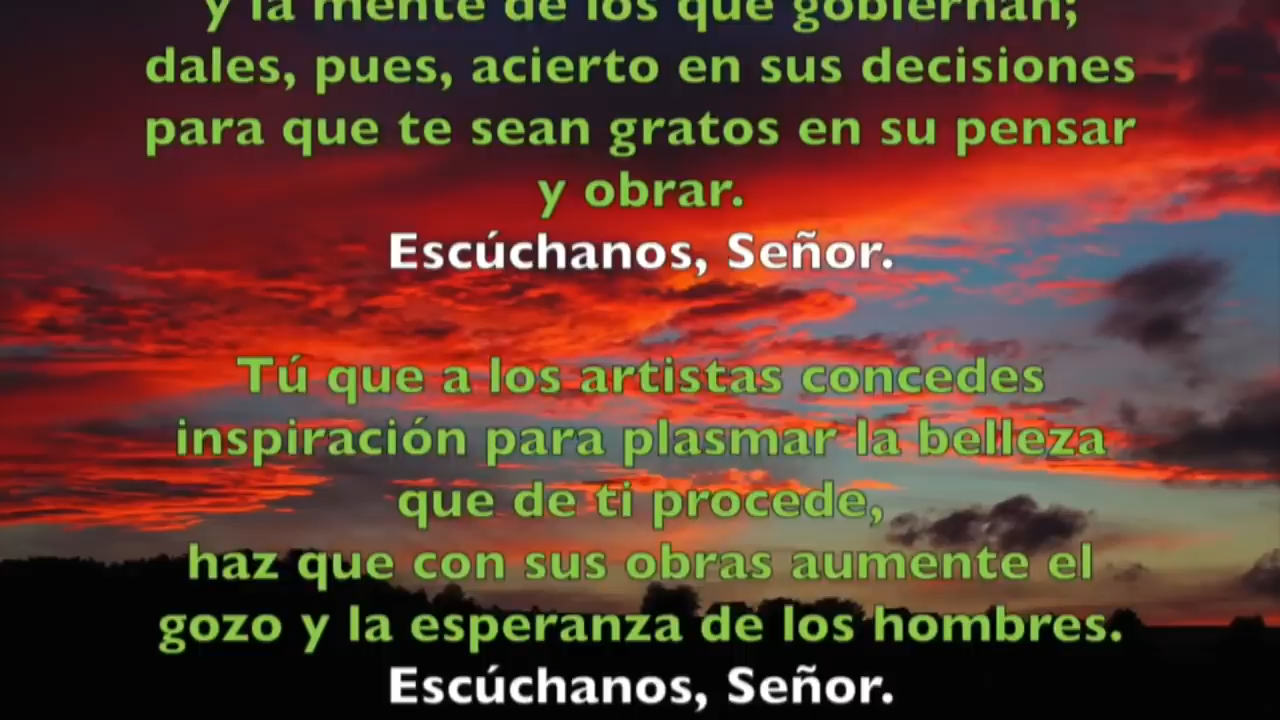 y la mente de los que gobiernan;
dales, pues, acierto en sus decisiones
para que te sean gratos en su pensar
y obrar.
Escúchanos, Señor.
Tú que a los artistas concedes
inspiración para plasmar la belleza
que de ti procede,
haz que con sus obras aumente el
gozo y la esperanza de los hombres.
Escúchanos, Señor.